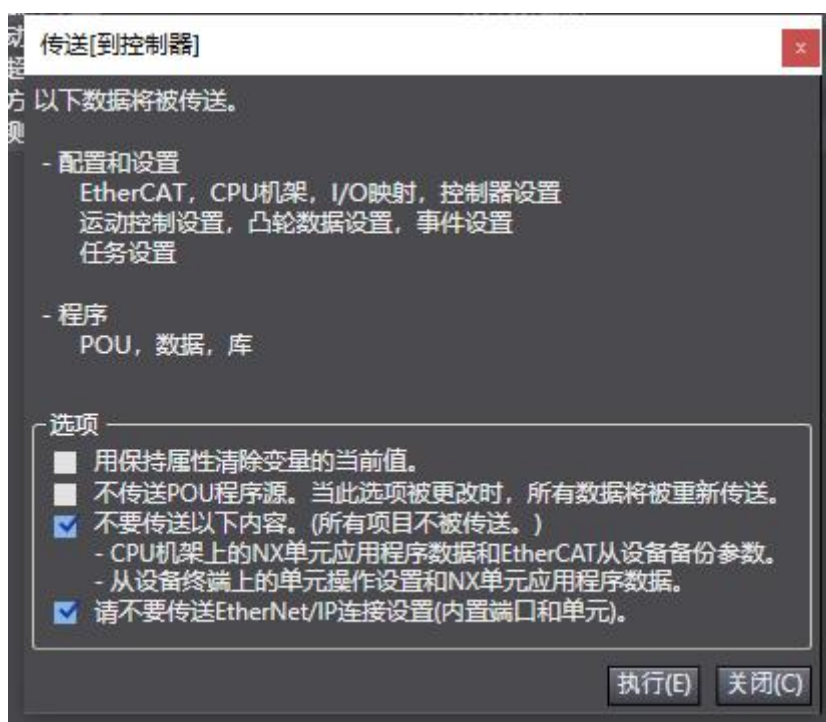 动
超
方
传送[到控制器]
x
以下数据将被传送。
- 配置和设置
EtherCAT，CPU机架，I/O映射，控制器设置
运动控制设置，凸轮数据设置，事件设置
任务设置
- 程序
POU，数据，库
选项
用保持属性清除变量的当前值。
不传送POU程序源。当此选项被更改时，所有数据将被重新传送。
不要传送以下内容。(所有项目不被传送。)
- CPU机架上的NX单元应用程序数据和EtherCAT从设备备份参数。
- 从设备终端上的单元操作设置和NX单元应用程序数据。
请不要传送EtherNet/IP连接设置(内置端口和单元)。
执行(E) 关闭(C)